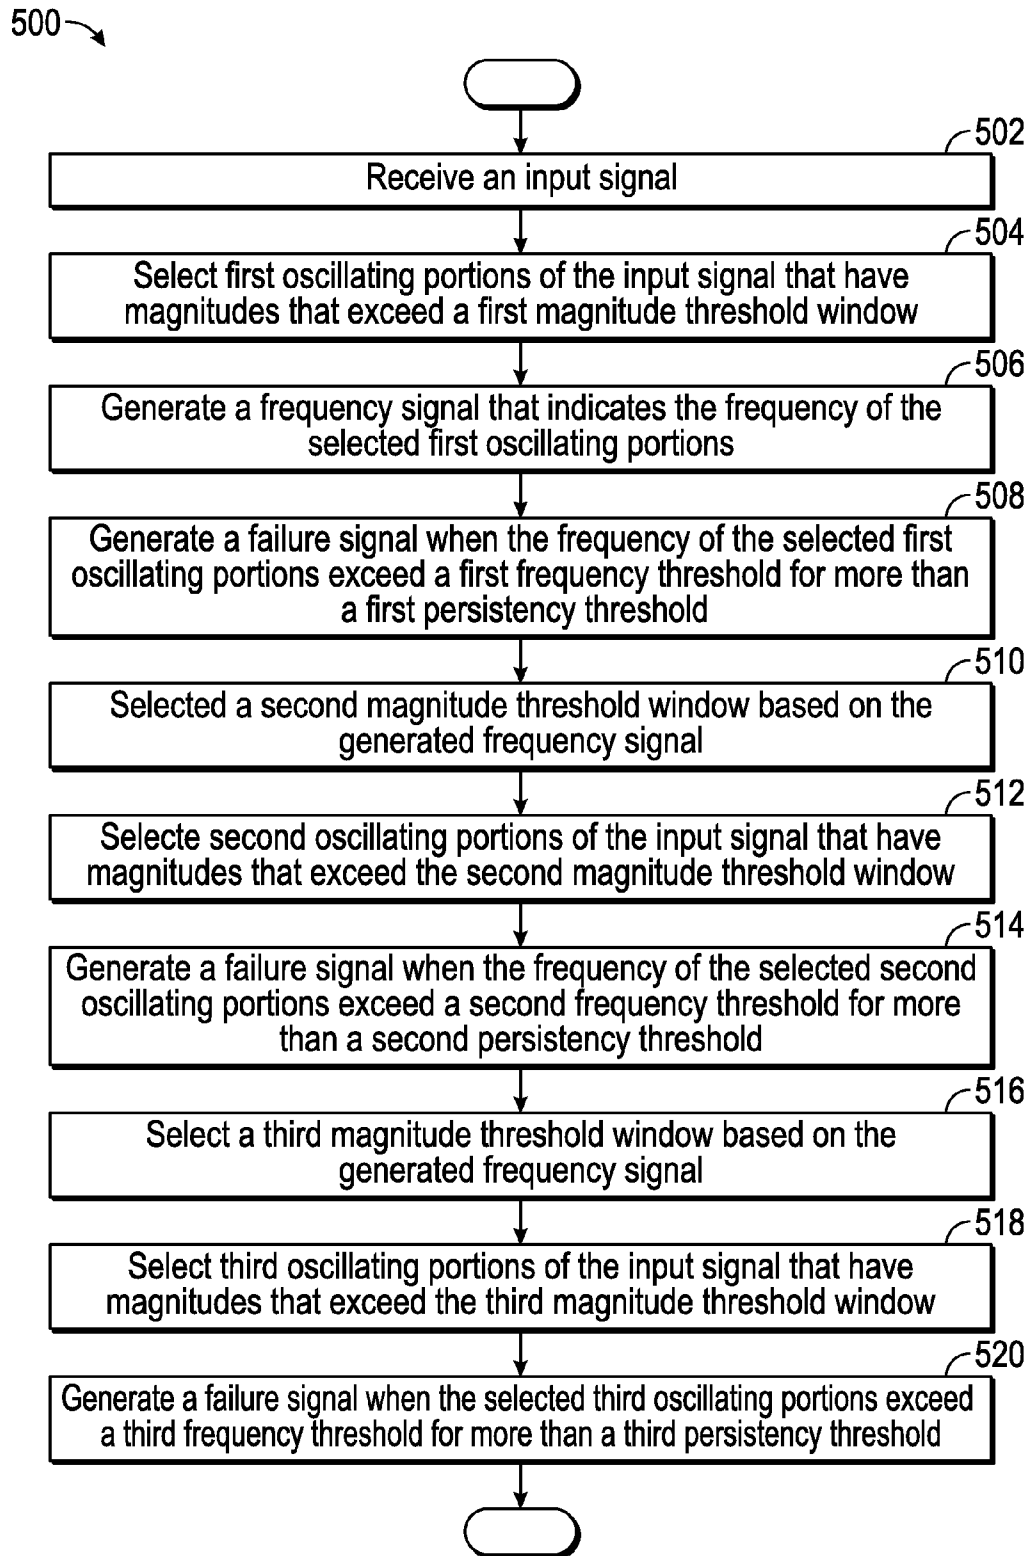 500
502
Receive an input signal
504
Select first oscillating portions of the input signal that have
magnitudes that exceed a first magnitude threshold window
506
Generate a frequency signal that indicates the frequency of the
selected first oscillating portions
508
Generate a failure signal when the frequency of the selected first
oscillating portions exceed a first frequency threshold for more than
a first persistency threshold
510
Selected a second magnitude threshold window based on the
generated frequency signal
512
Selecte second oscillating portions of the input signal that have
magnitudes that exceed the second magnitude threshold window
514
Generate a failure signal when the frequency of the selected second
oscillating portions exceed a second frequency threshold for more
than a second persistency threshold
516
Select a third magnitude threshold window based on the
generated frequency signal
518
Select third oscillating portions of the input signal that have
magnitudes that exceed the third magnitude threshold window
520
Generate a failure signal when the selected third oscillating portions exceed
a third frequency threshold for more than a third persistency threshold